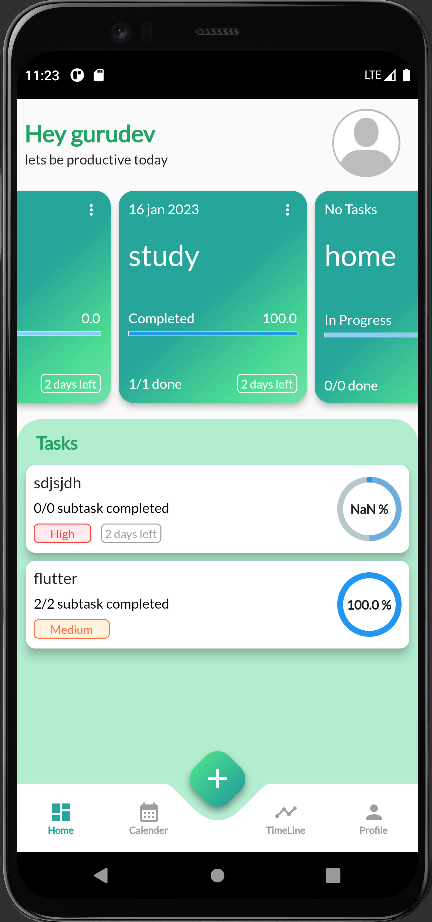 11:23
LTE
Hey gurudev
lets be productive today
0.0
2 days left
16 jan 2023
study
Completed 100.0
1/1 done 2 days left
No Tasks
home
In Progress
0/0 done
Tasks
sdjsjdh
0/0 subtask completed
High 2 days left
NaN %
flutter
2/2 subtask completed
Medium
100.0 %
Home Calender TimeLine Profile